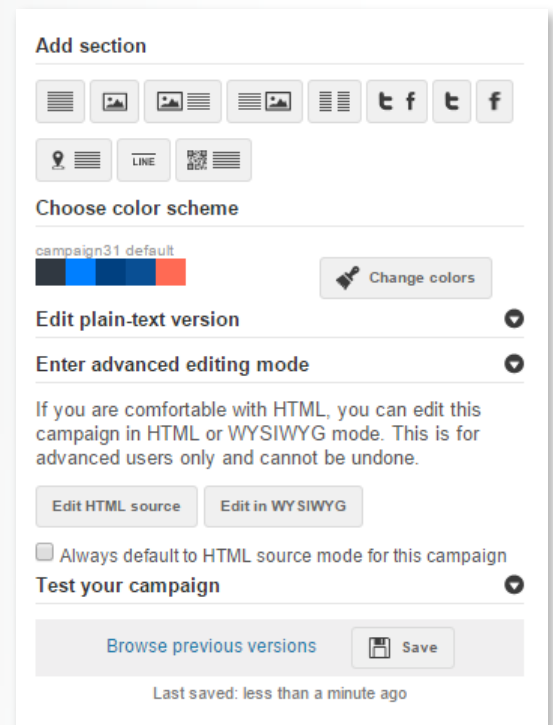 Add section
LINE
Choose color scheme
campaign31 default
Change colors
Edit plain-text version
Enter advanced editing mode
If you are comfortable with HTML, you can edit this
campaign in HTML or WYSIWYG mode. This is for
advanced users only and cannot be undone.
Edit HTML source Edit in WYSIWYG
Always default to HTML source mode for this campaign
Test your campaign
Browse previous versions Save
Last saved: less than a minute ago